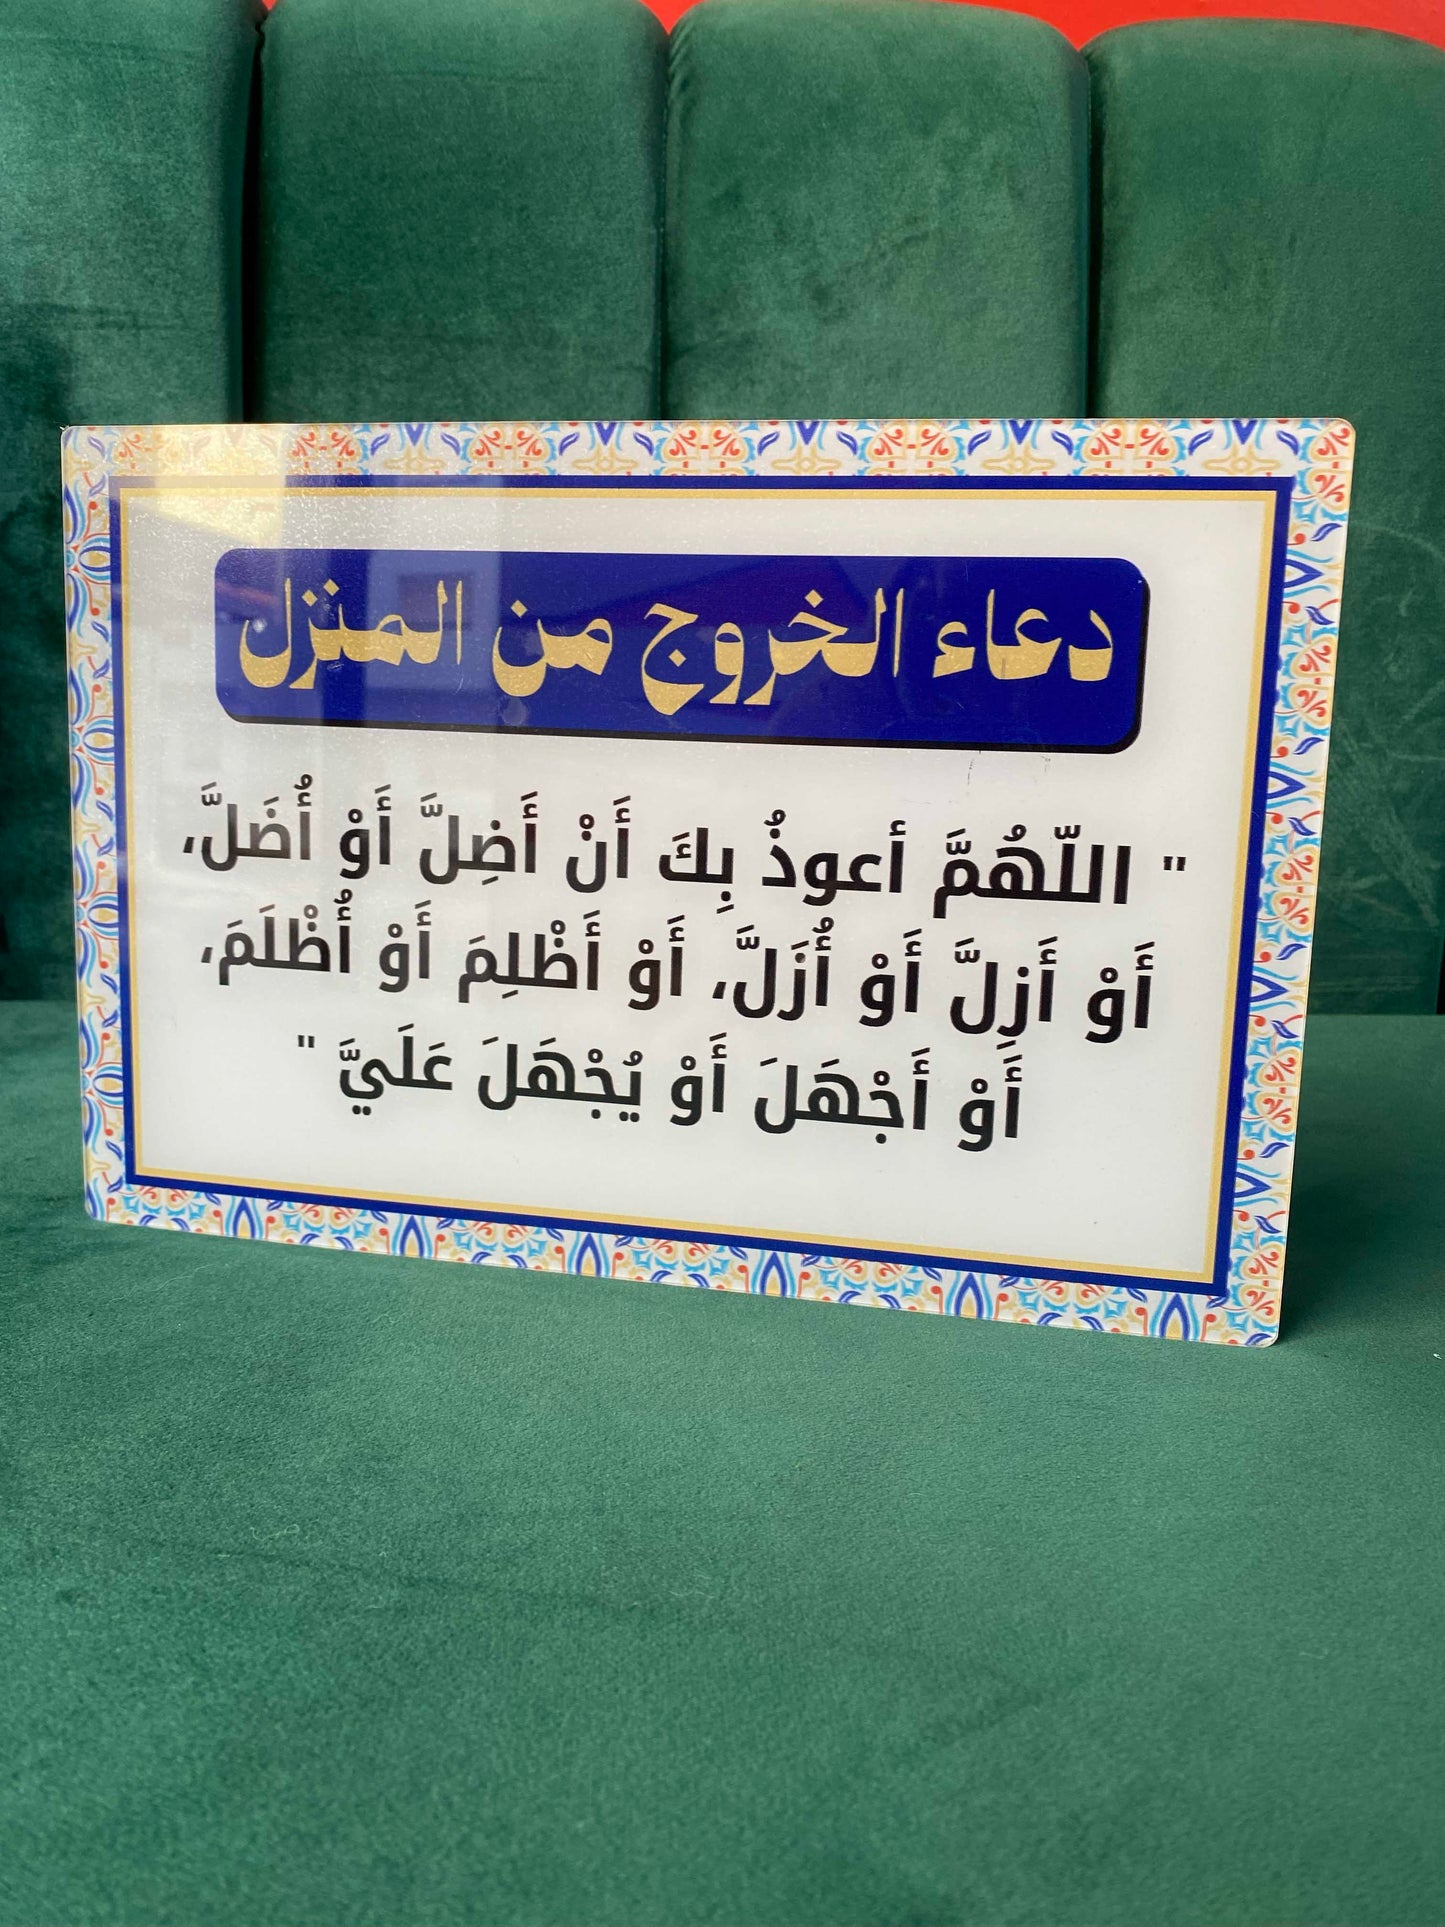 دعاء الخروج من المنزل
" اللّهُمَّ أعوذُ بِكَ أَنْ أَضِلَّ أَوْ أُضَلَّ،
أَوْ أَزِلَّ أَوْ أُزَلَّ، أَوْ أَظْلِمَ أَوْ أُظْلَمَ،
أَوْ أَجْهَلَ أَوْ يُجْهَلَ عَلَيَّ "